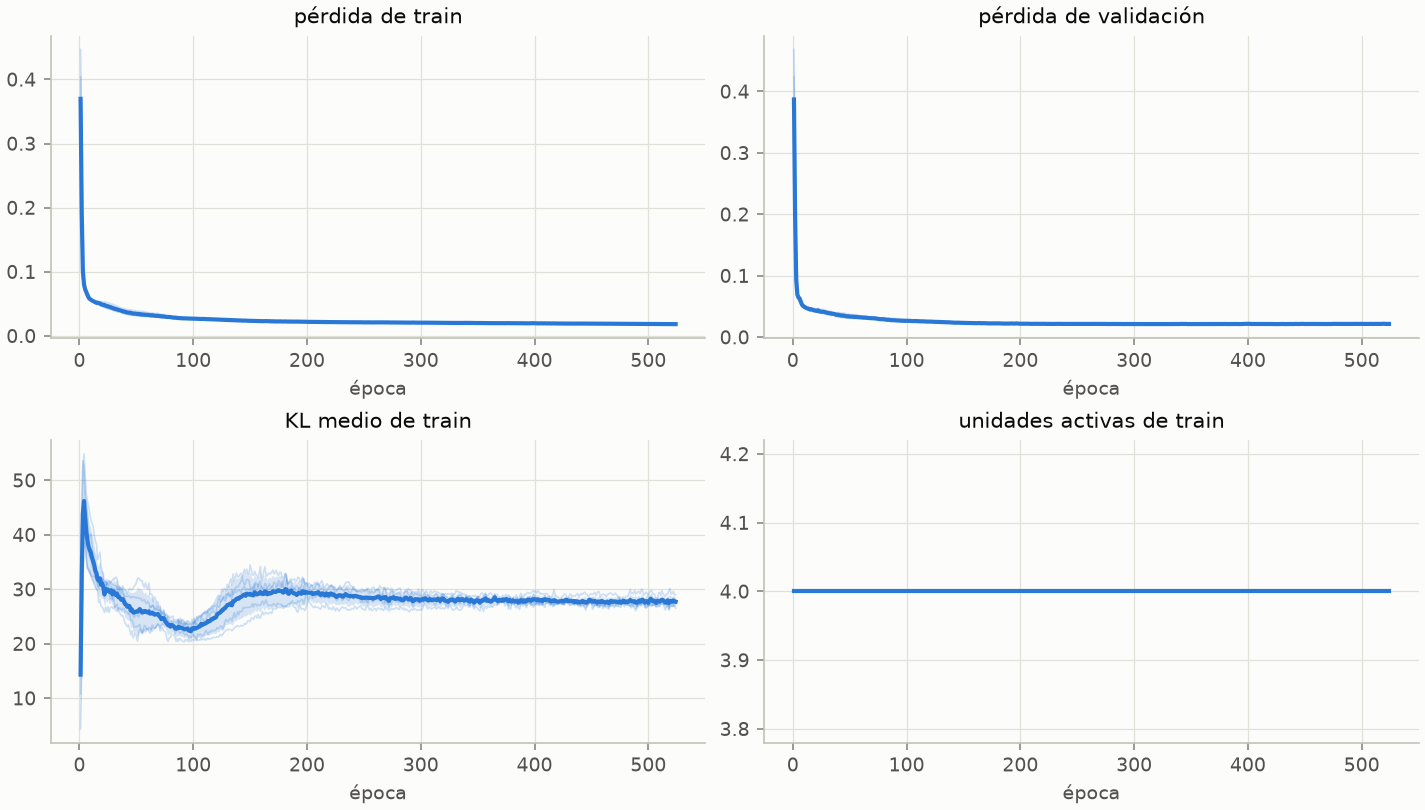 pérdida de train
pérdida de validación
0.4
0.3
0.2
0.1
0.0
0 100 200 300 400 500
época
0.4
0.3
0.2
0.1
0.0
0 100 200 300 400 500
época
KL medio de train
unidades activas de train
50
40
30
20
10
0 100 200 300 400 500
época
4.2
4.1
4.0
3.9
3.8
0 100 200 300 400 500
época